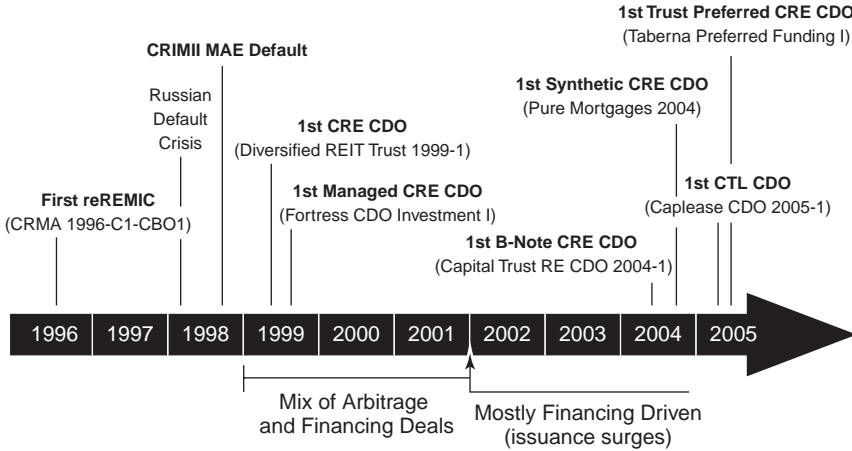 1st Trust Preferred CRE CDO
(Taberna Preferred Funding I)
CRIMII MAE Default
1st Synthetic CRE CDO
(Pure Mortgages 2004)
Russian
Default
Crisis
1st CRE CDO
(Diversified REIT Trust 1999-1)
1st CTL CDO
(Caplease CDO 2005-1)
First reREMIC
(CRMA 1996-C1-CBO1)
1st Managed CRE CDO
(Fortress CDO Investment I)
1st B-Note CRE CDO
(Capital Trust RE CDO 2004-1)
1996 1997 1998 1999 2000 2001 2002 2003 2004 2005
Mix of Arbitrage
and Financing Deals
Mostly Financing Driven
(issuance surges)